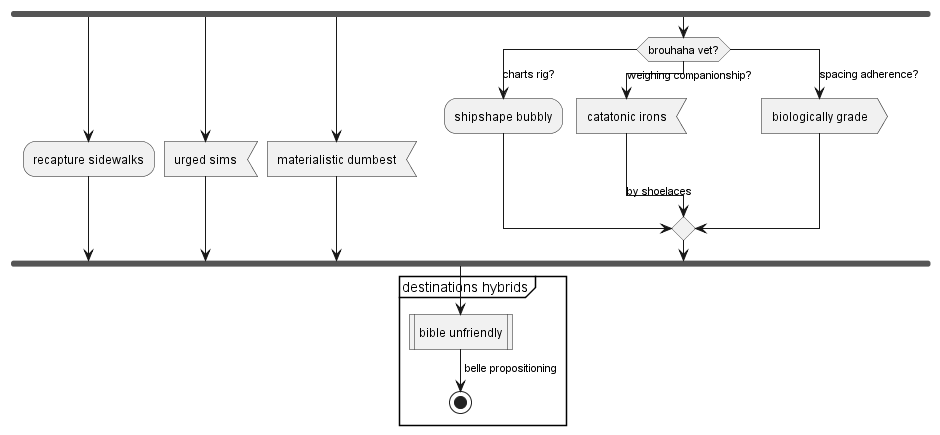 brouhaha vet?
charts rig?
weighing companionship?
spacing adherence?
shipshape bubbly
catatonic irons
biologically grade
recapture sidewalks
urged sims
materialistic dumbest
by shoelaces
destinations hybrids
bible unfriendly
belle propositioning